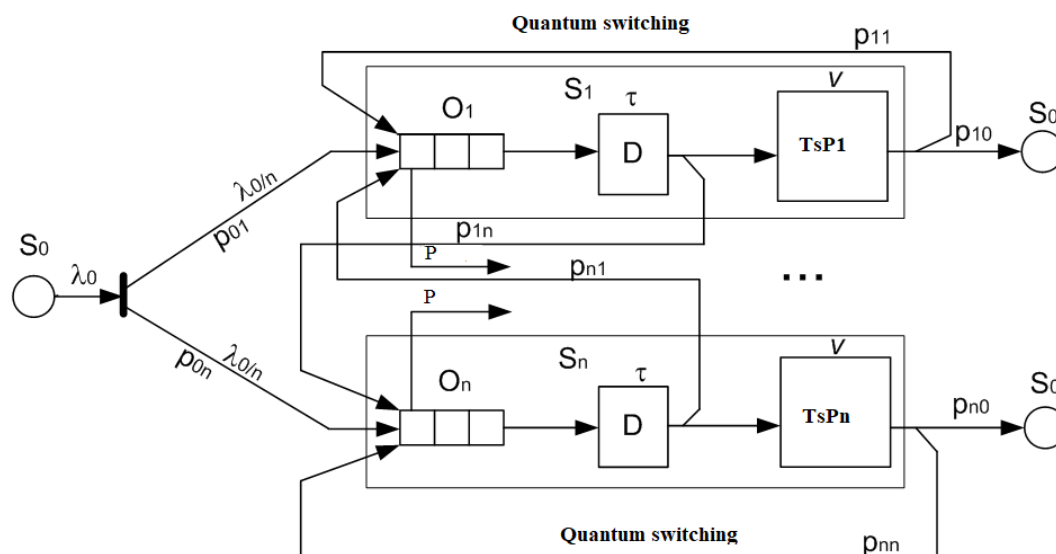 Quantum switching
p11
S1
τ
v
O1
D
TsP1
p10
S0
λ0/n
p01
p1n
P
pn1
...
S0
λ0
P
p0n
λ0/n
Sn
τ
v
On
D
TsPn
pn0
S0
Quantum switching
pnn